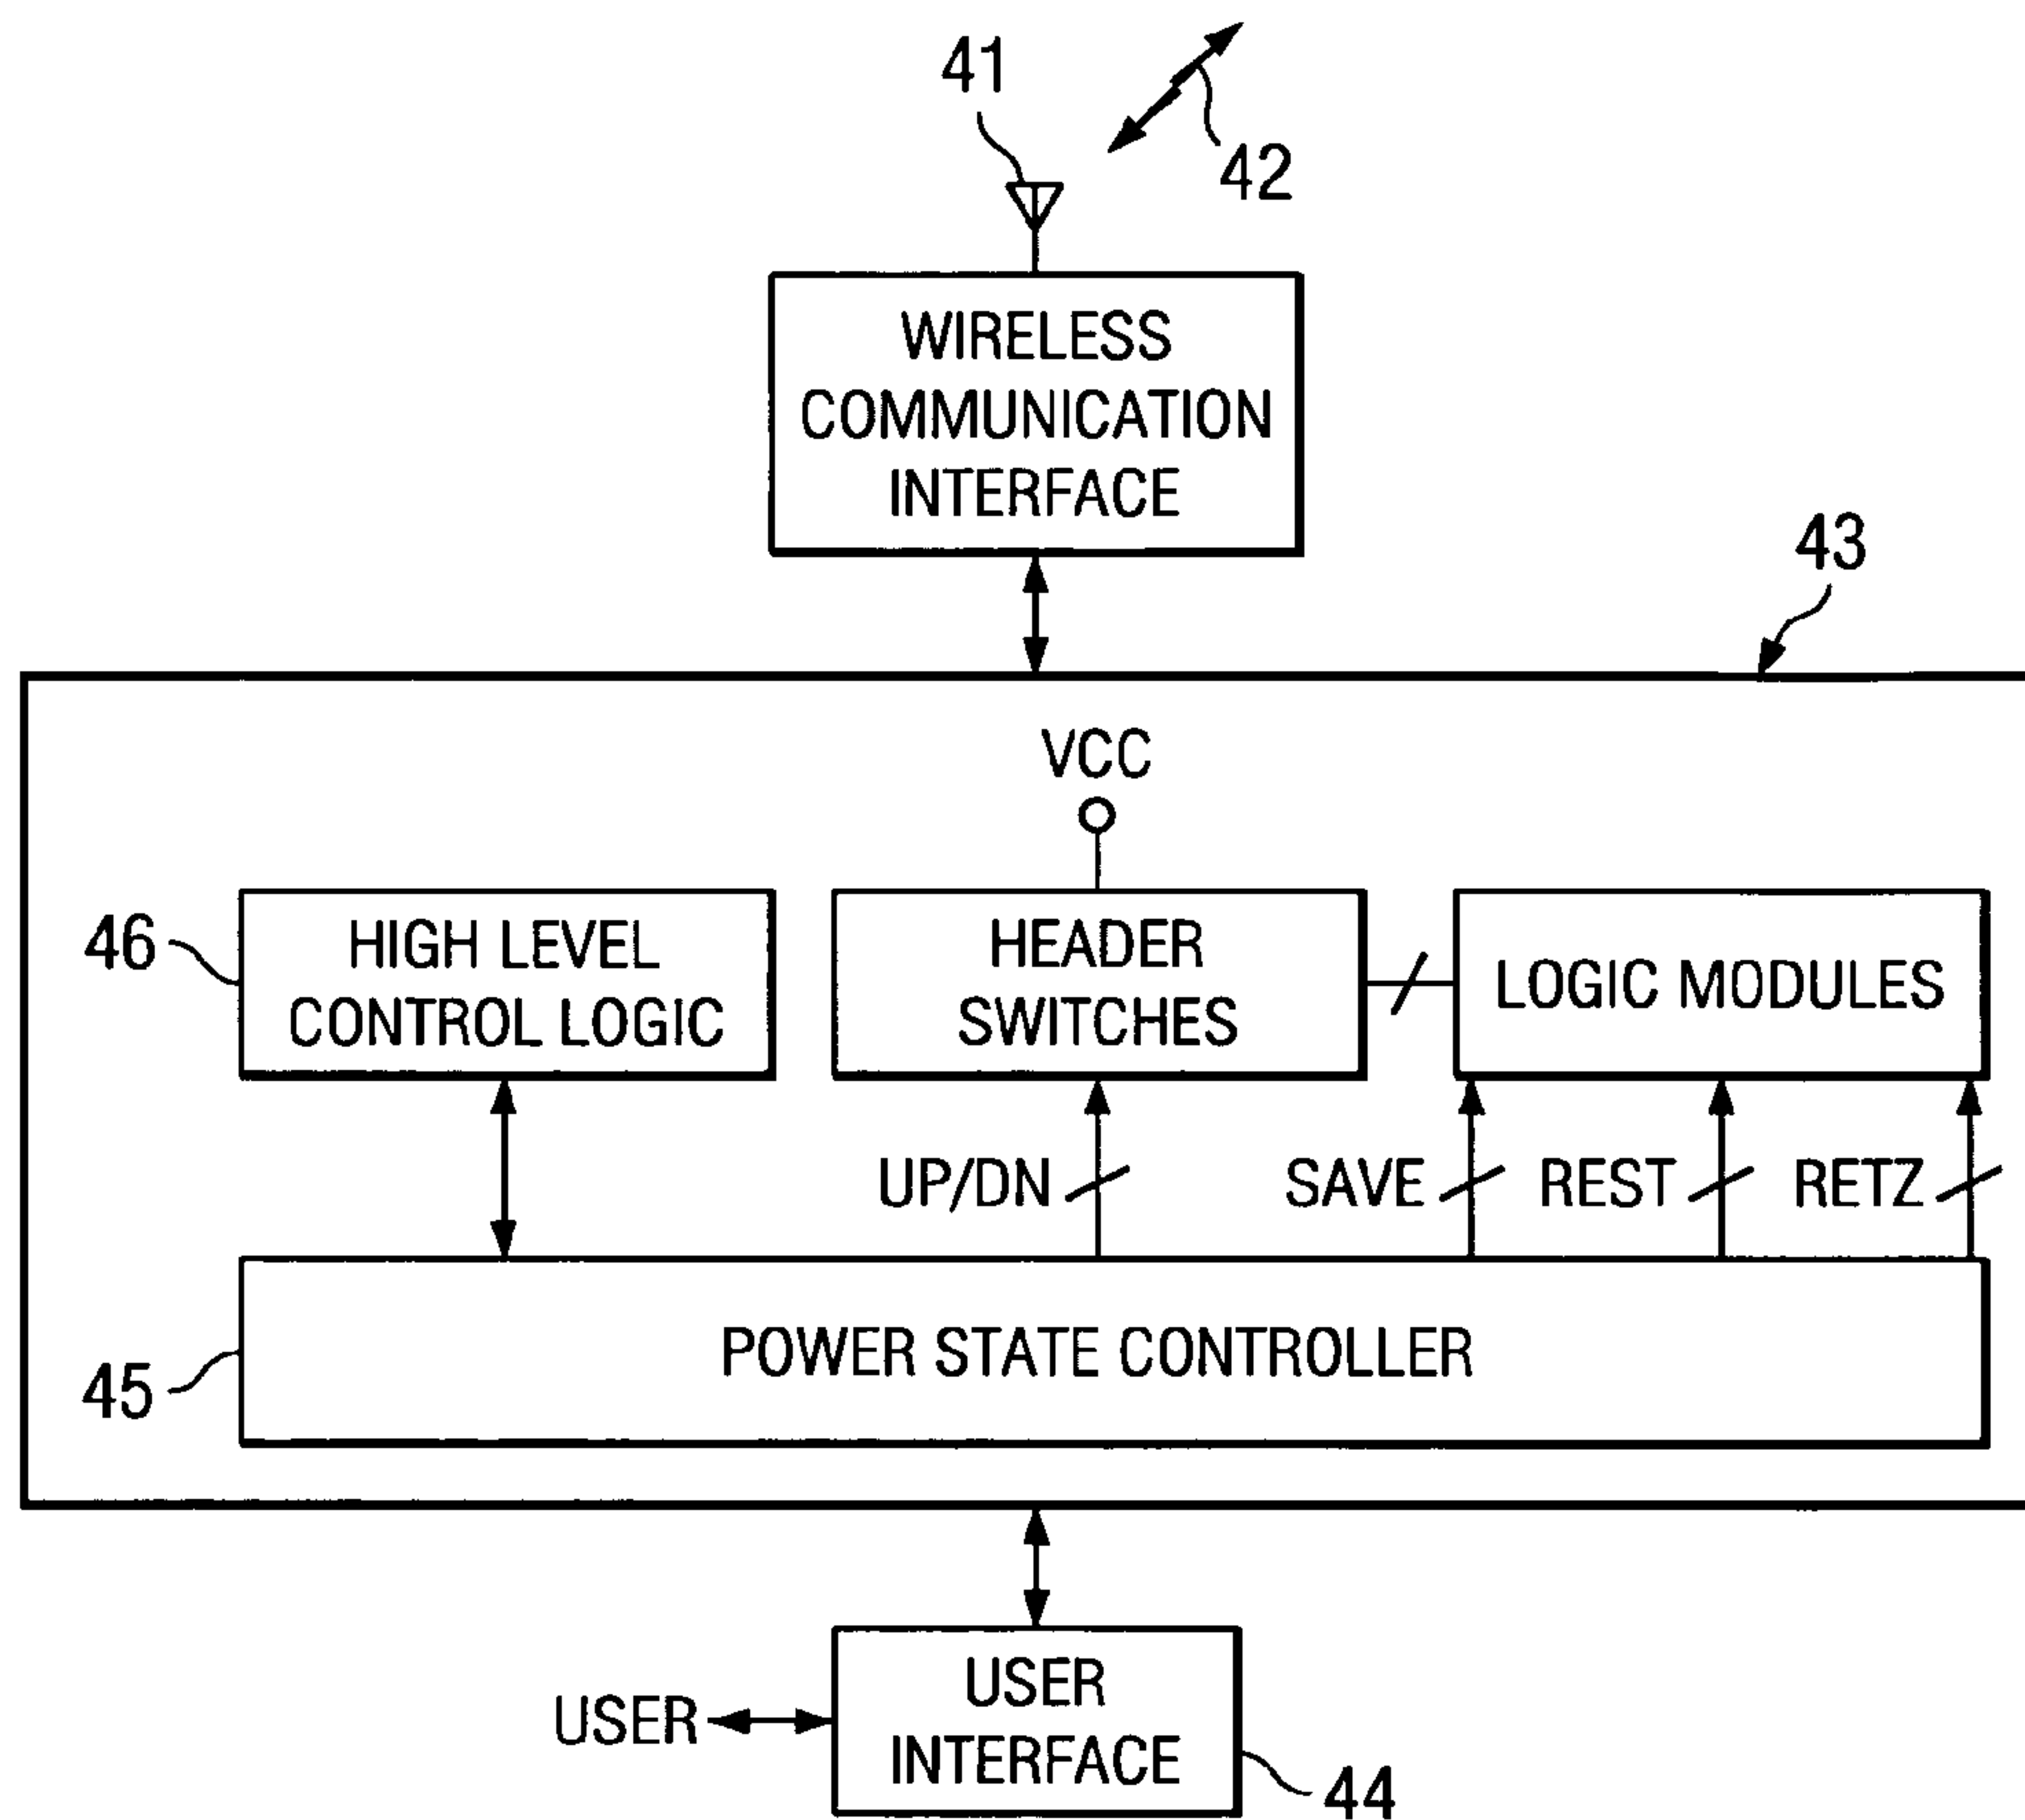 41
42
WIRELESS
COMMUNICATION
INTERFACE
43
VCC
46
HIGH LEVEL
CONTROL LOGIC
HEADER
SWITCHES
LOGIC MODULES
UP/DN
SAVE
REST
RETZ
POWER STATE CONTROLLER
45
USER
USER
INTERFACE
44